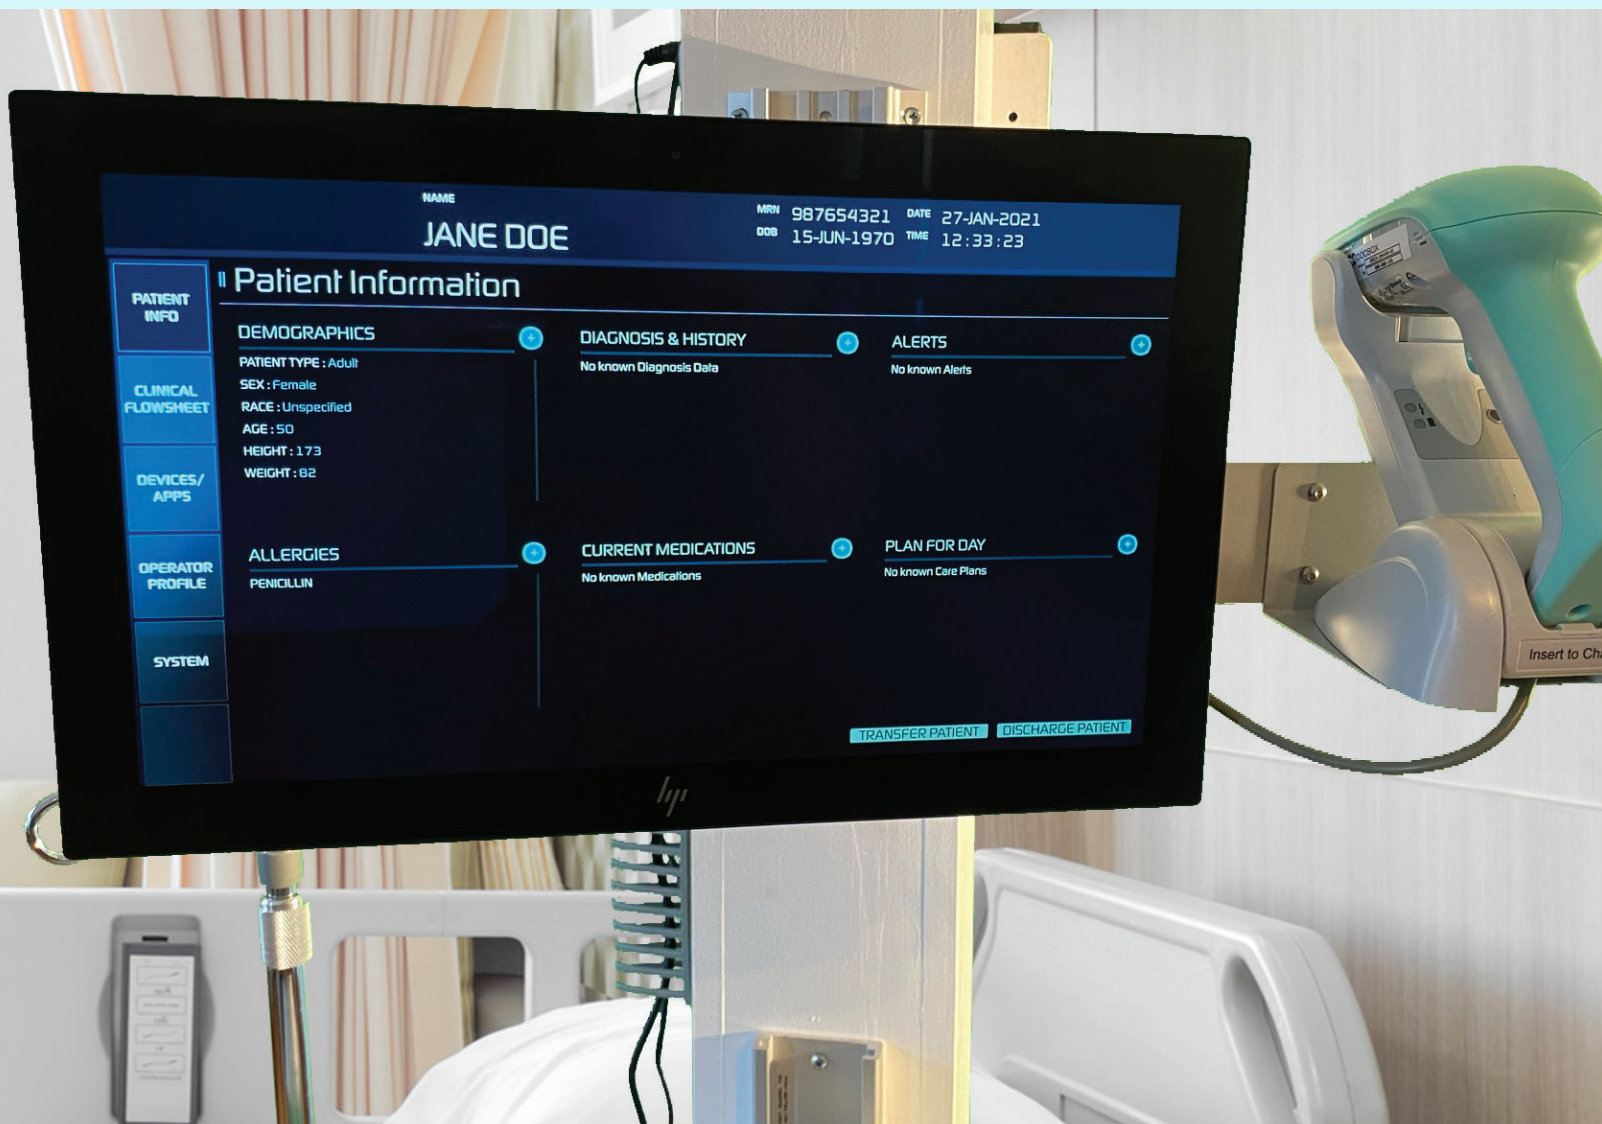 NAME
JANE DOE
MRN 987654321 DATE 27-JAN-2021
DOB 15-JUN-1970 TIME 12:33:23
PATIENT
INFO
CLINICAL
FLOWSHEET
DEVICES/
APPS
OPERATOR
PROFILE
SYSTEM
Patient Information
DEMOGRAPHICS
PATIENT TYPE : Adult
SEX : Female
RACE : Unspecified
AGE : 50
HEIGHT : 173
WEIGHT : 82
DIAGNOSIS & HISTORY
No known Diagnosis Data
ALERTS
No known Alerts
ALLERGIES
PENICILLIN
CURRENT MEDICATIONS
No known Medications
PLAN FOR DAY
No known Care Plans
TRANSFER PATIENT DISCHARGE PATIENT
hp
Insert to